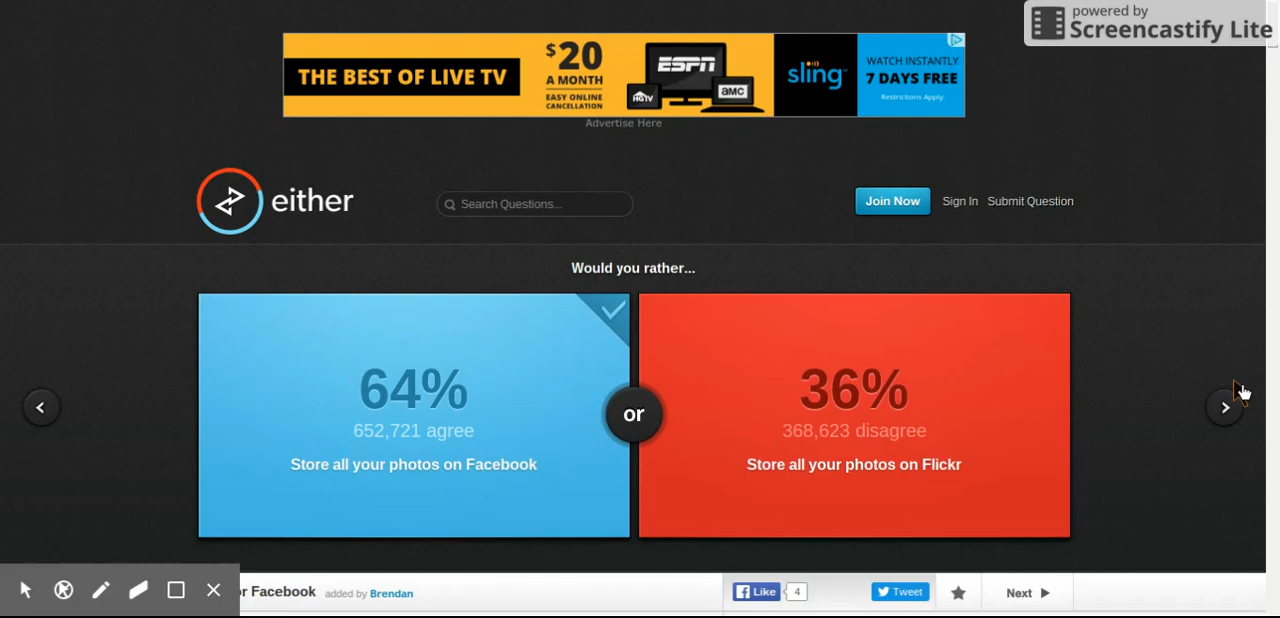 powered by
Screencastify Lite
THE BEST OF LIVE TV
$20
A MONTH
EASY ONLINE
CANCELLATION
ESPN
HGTV
amc
sling
WATCH INSTANTLY
7 DAYS FREE
Restrictions Apply.
Advertise Here
either
Search Questions...
Join Now
Sign In
Submit Question
Would you rather...
64%
652,721 agree
Store all your photos on Facebook
or
36%
368,623 disagree
Store all your photos on Flickr
or Facebook added by Brendan
Like
4
Tweet
Next